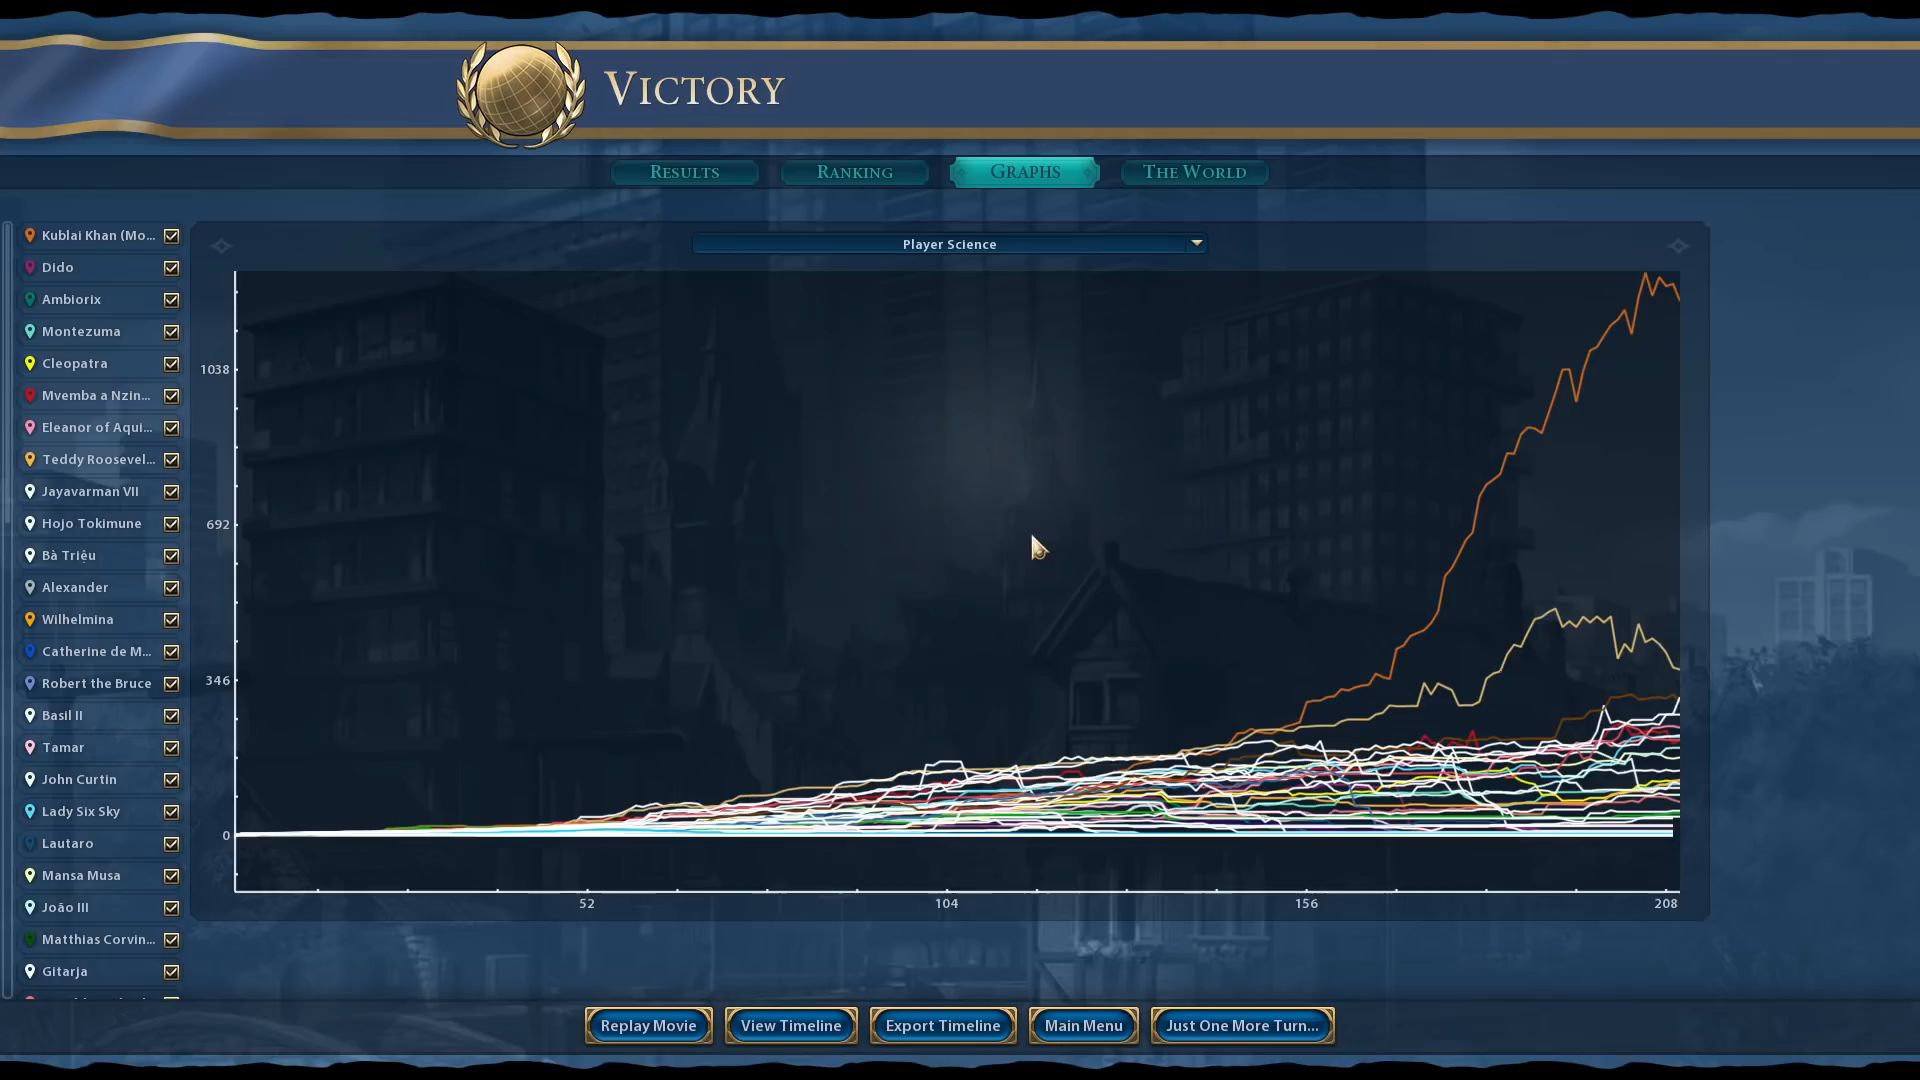 VICTORY
RESULTS
RANKING
GRAPHS
THE WORLD
Kublai Khan (Mo...
Dido
Ambiorix
Montezuma
Cleopatra
Mvemba a Nzin...
Eleanor of Aqui...
Teddy Roosevel...
Jayavarman VII
Hojo Tokimune
Bà Triệu
Alexander
Wilhelmina
Catherine de M...
Robert the Bruce
Basil II
Tamar
John Curtin
Lady Six Sky
Lautaro
Mansa Musa
João III
Matthias Corvin...
Gitarja
Player Science
1038
692
346
0
52
104
156
208
Replay Movie
View Timeline
Export Timeline
Main Menu
Just One More Turn...